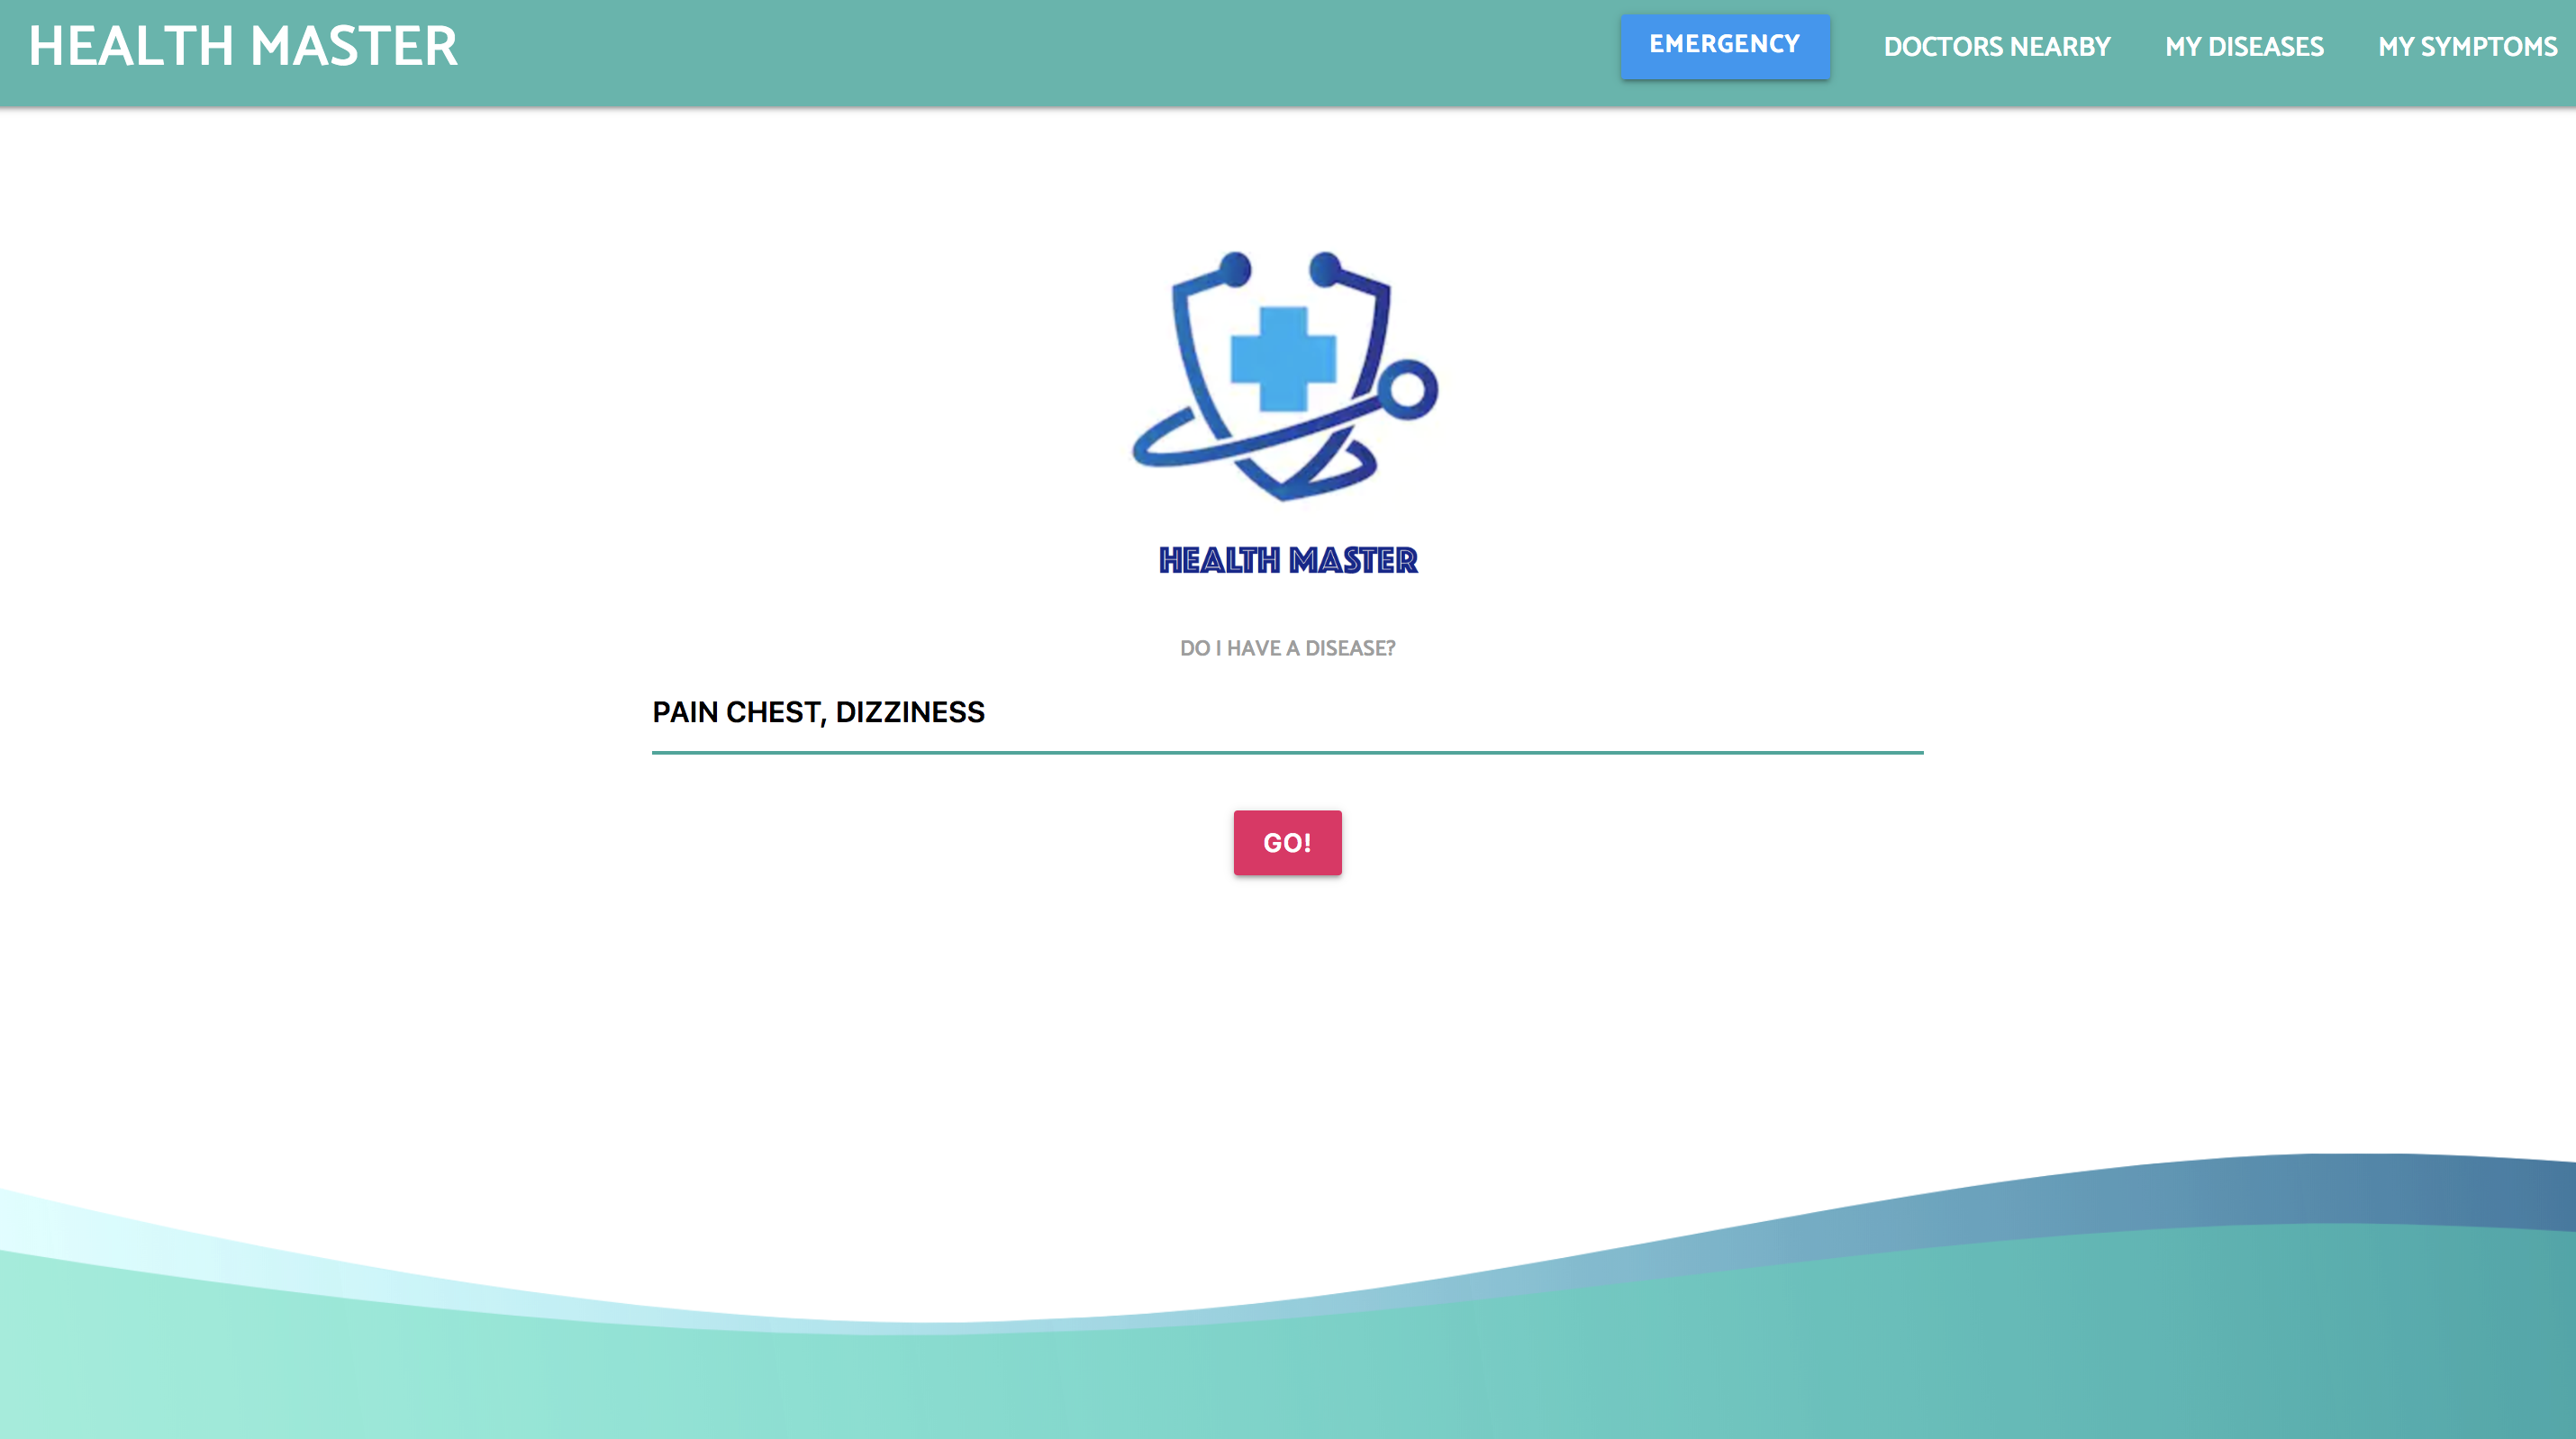 HEALTH MASTER
EMERGENCY
DOCTORS NEARBY
MY DISEASES
MY SYMPTOMS
HEALTH MASTER
DO I HAVE A DISEASE?
PAIN CHEST, DIZZINESS
GO!